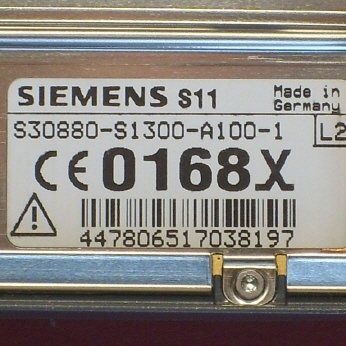 SIEMENS S11
Made in
Germany
S30880-S1300-A100-1
L2
CE 0168X
447806517038197